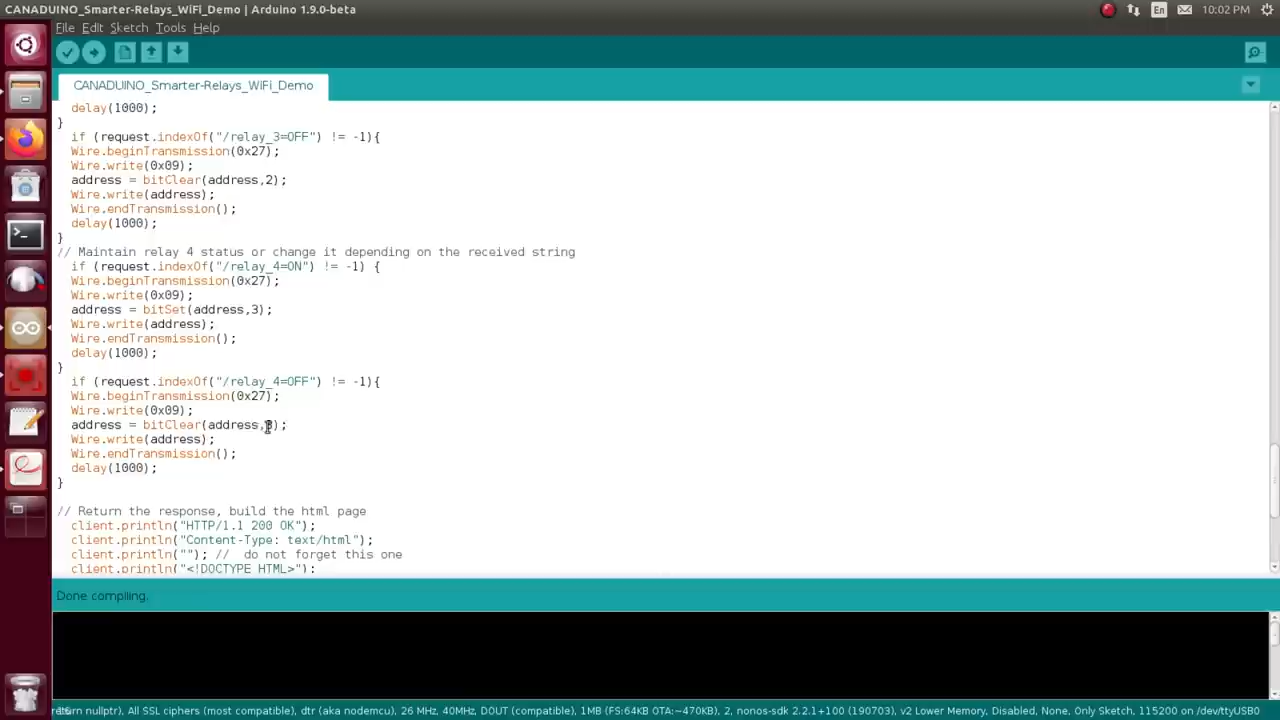 CANADUINO_Smarter-Relays_WiFi_Demo | Arduino 1.9.0-beta
En
10:02 PM
File Edit Sketch Tools Help
CANADUINO_Smarter-Relays_WiFi_Demo
delay(1000);
}
if (request.indexOf("/relay_3=OFF") != -1){
Wire.beginTransmission(0x27);
Wire.write(0x09);
address = bitClear(address,2);
Wire.write(address);
Wire.endTransmission();
delay(1000);
}
// Maintain relay 4 status or change it depending on the received string
if (request.indexOf("/relay_4=ON") != -1) {
Wire.beginTransmission(0x27);
Wire.write(0x09);
address = bitSet(address,3);
Wire.write(address);
Wire.endTransmission();
delay(1000);
}
if (request.indexOf("/relay_4=OFF") != -1){
Wire.beginTransmission(0x27);
Wire.write(0x09);
address = bitClear(address,);
Wire.write(address);
Wire.endTransmission();
delay(1000);
}
// Return the response, build the html page
client.println("HTTP/1.1 200 OK");
client.println("Content-Type: text/html");
client.println(""); // do not forget this one
client.println("<!DOCTYPE HTML>");
Done compiling.
nullptr), All SSL ciphers (most compatible), dtr (aka nodemcu), 26 MHz, 40MHz, DOUT (compatible), 1MB (FS:64KB OTA:~470KB), 2, nonos-sdk 2.2.1+100 (190703), v2 Lower Memory, Disabled, None, Only Sketch, 115200 on /dev/ttyUSB0